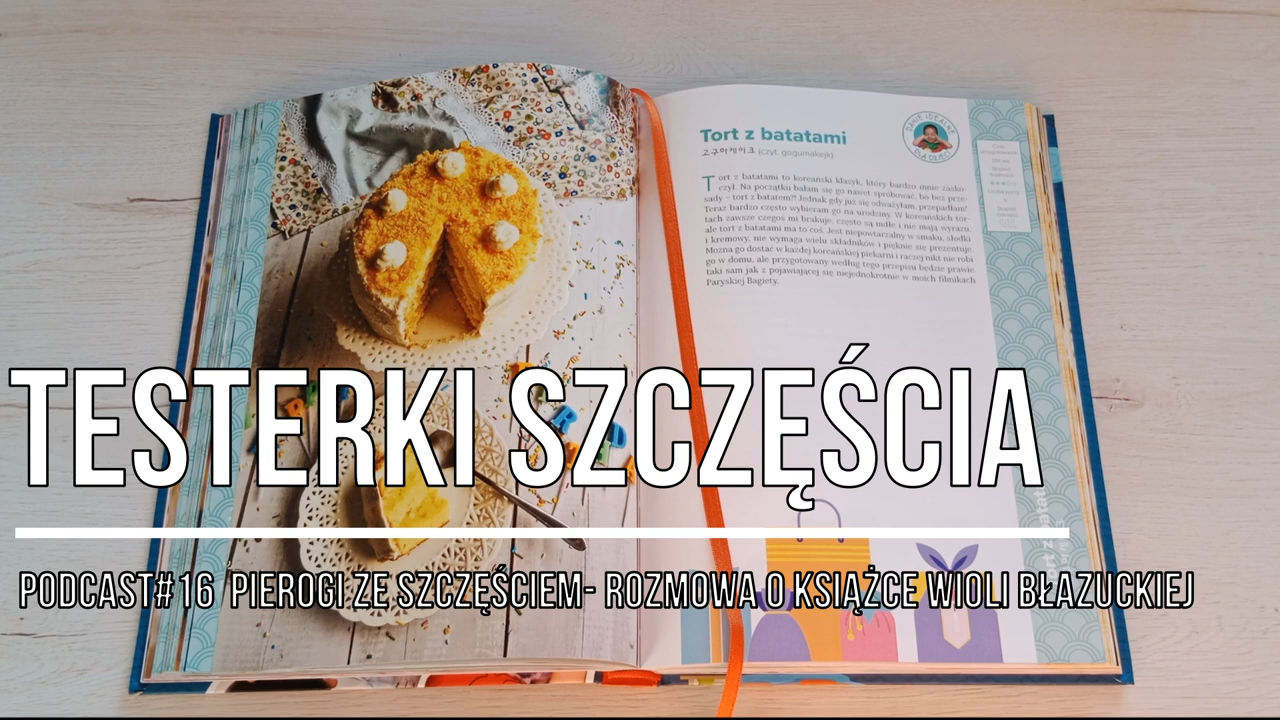 Tort z batatami
고구마케이크 (czyt. gogumakejk)
DANIE IDEALNE
DLA DZIECI
Tort z batatami to koreański klasyk, który bardzo mnie zasko-
czył. Na początku bałam się go nawet spróbować, bo bez prze-
sady – tort z batatem?! Jednak gdy już się odważyłam, przepadłam!
Teraz bardzo często wybieram go na urodziny. W koreańskich tor-
tach zawsze czegoś mi brakuje, często są mdłe i nie mają wyrazu,
ale tort z batatami ma to coś. Jest niepowtarzalny w smaku, słodki
i kremowy, nie wymaga wielu składników i pięknie się prezentuje.
Można go dostać w każdej koreańskiej piekarni i raczej nikt nie robi
go w domu, ale przygotowany według tego przepisu będzie prawie
taki sam jak z pojawiającej się niejednokrotnie w moich filmikach
Paryskiej Bagiety.
TESTERKI SZCZĘŚCIA
PODCAST#16 'PIEROGI ZE SZCZĘŚCIEM- ROZMOWA O KSIĄŻCE WIOLI BŁAZUCKIEJ